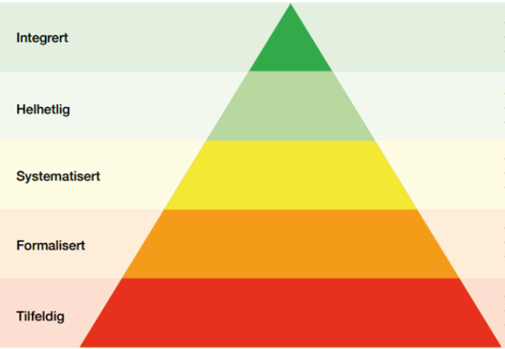 Integrert
Helhetlig
Systematisert
Formalisert
Tilfeldig